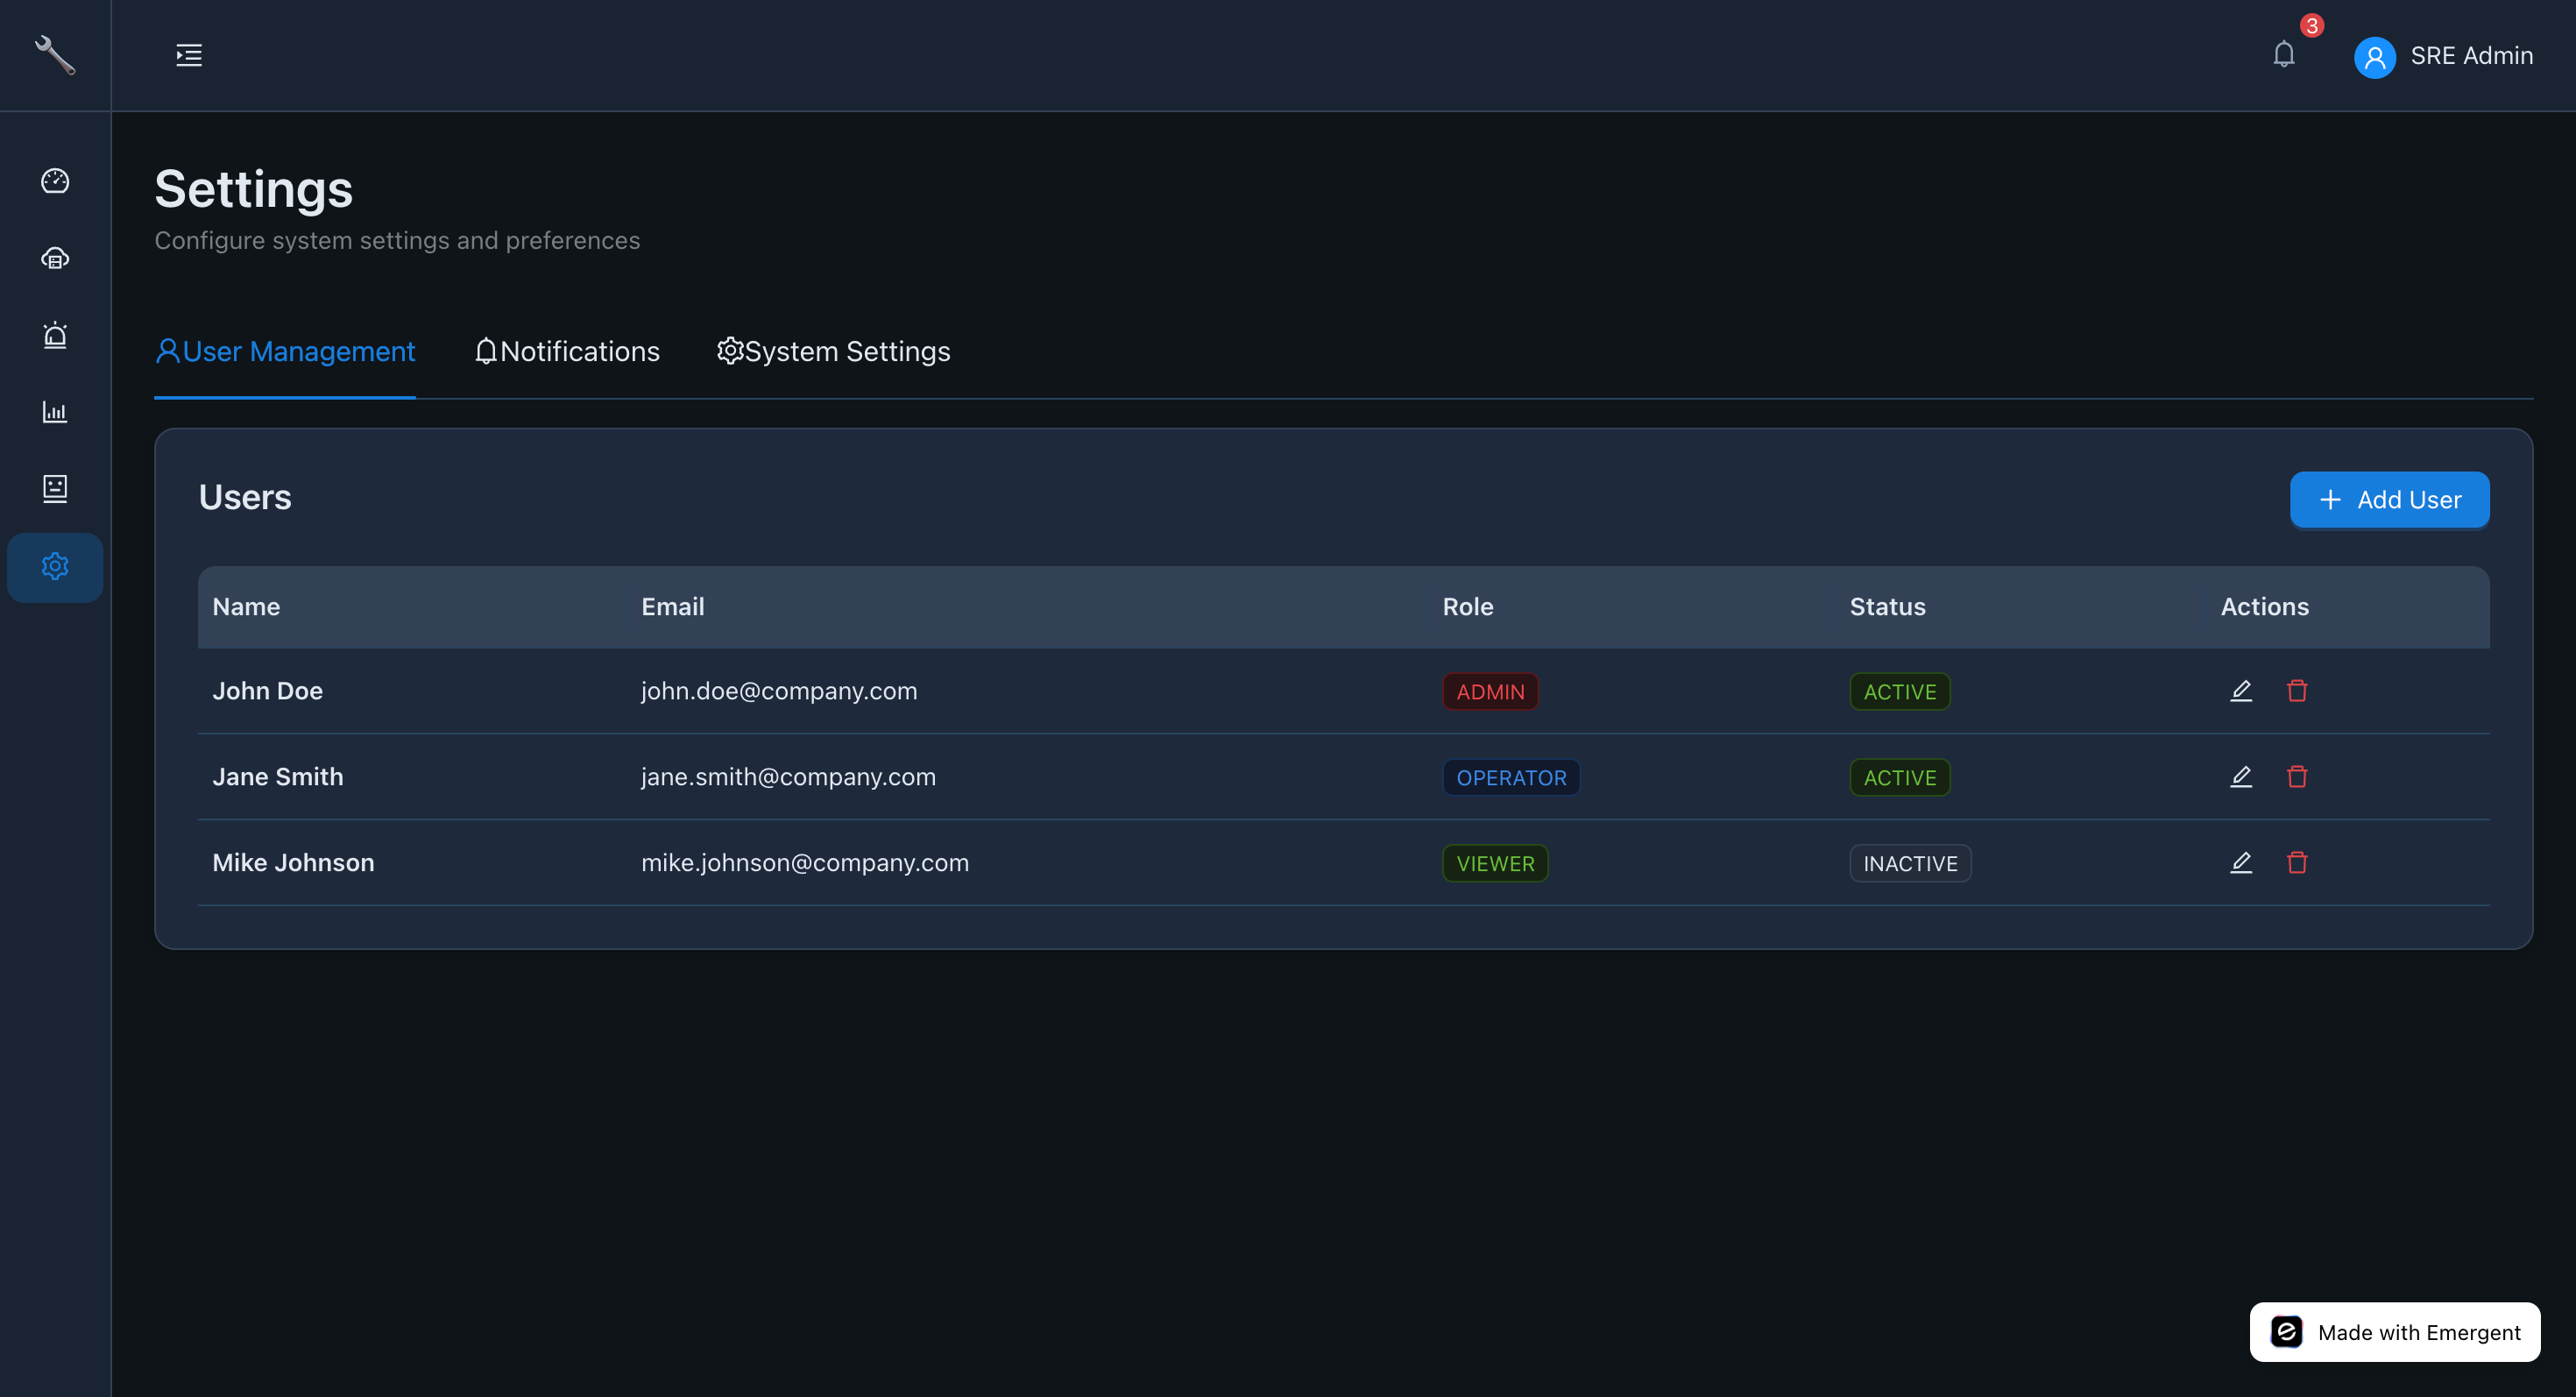 3
SRE Admin
Settings
Configure system settings and preferences
User Management Notifications System Settings
Users
Add User
Name Email Role Status Actions
John Doe john.doe@company.com ADMIN ACTIVE
Jane Smith jane.smith@company.com OPERATOR ACTIVE
Mike Johnson mike.johnson@company.com VIEWER INACTIVE
Made with Emergent